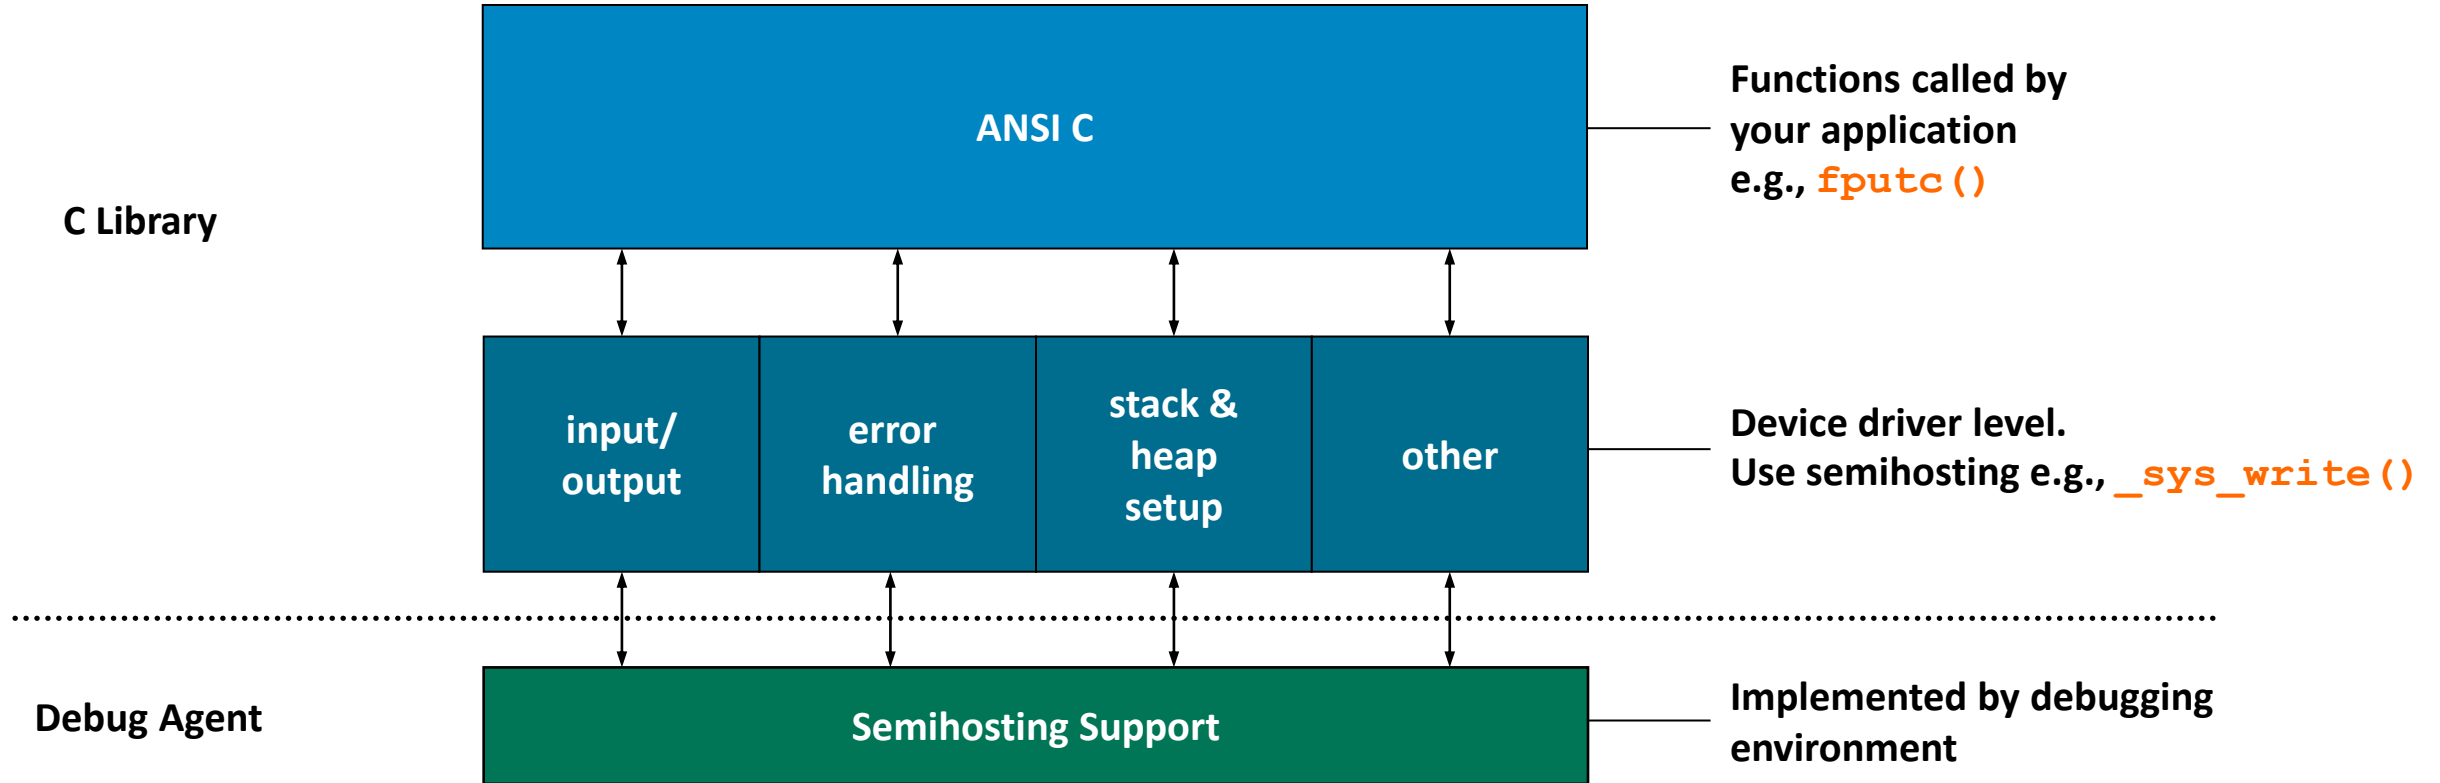 ANSI C
Functions called by
your application
e.g., fputc()
C Library
input/
output
error
handling
stack &
heap
setup
other
Device driver level.
Use semihosting e.g., _sys_write()
Debug Agent
Semihosting Support
Implemented by debugging
environment